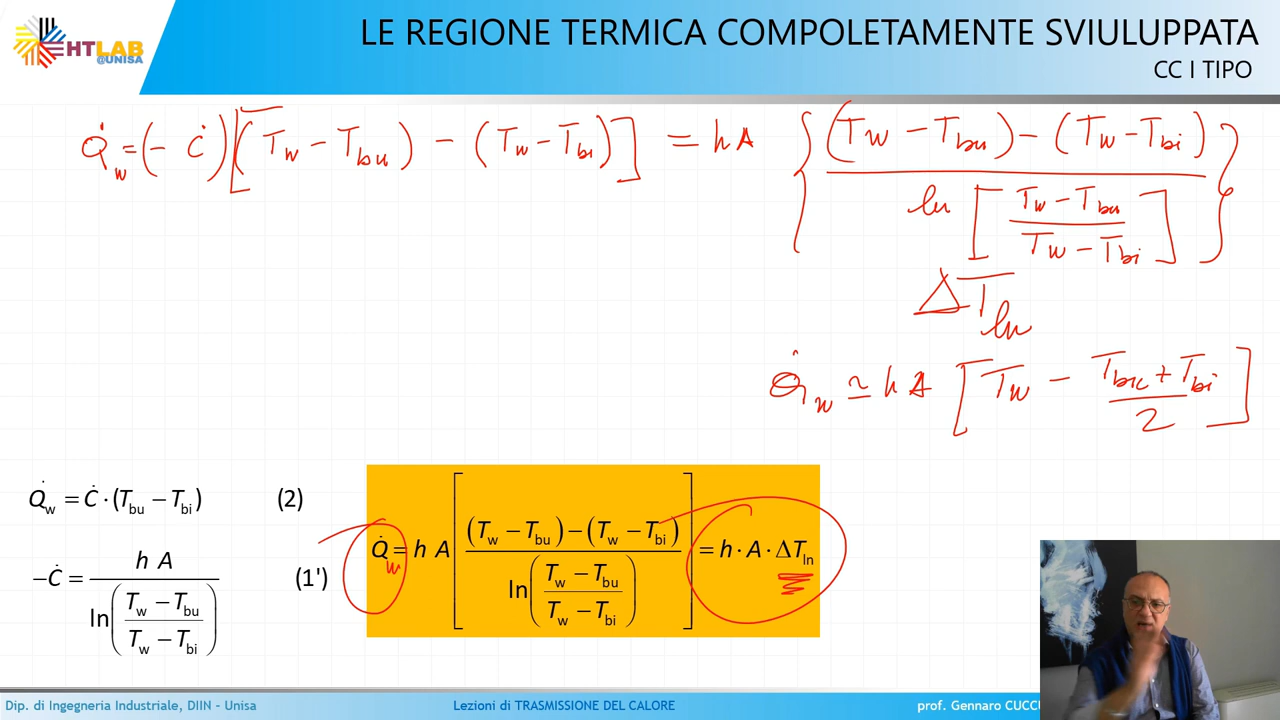 HTLAB
@UNISA
LE REGIONE TERMICA COMPOLETAMENTE SVIULUPPATA
CC I TIPO
Q̇w = (− Ċ) [(Tw − Tbu) − (Tw − Tbi)] = hA { (Tw − Tbu) − (Tw − Tbi) / ln [ Tw − Tbu / Tw − Tbi ] }
ΔTln
Q̇w ≃ hA [ Tw − Tbu + Tbi / 2 ]
Q̇w = Ċ · (Tbu − Tbi) (2)
−Ċ = h A / ln( Tw − Tbu / Tw − Tbi ) (1')
Q̇w = h A [ (Tw − Tbu) − (Tw − Tbi) / ln( Tw − Tbu / Tw − Tbi ) ] = h · A · ΔTln
Dip. di Ingegneria Industriale, DIIN - Unisa
Lezioni di TRASMISSIONE DEL CALORE
prof. Gennaro CUCC